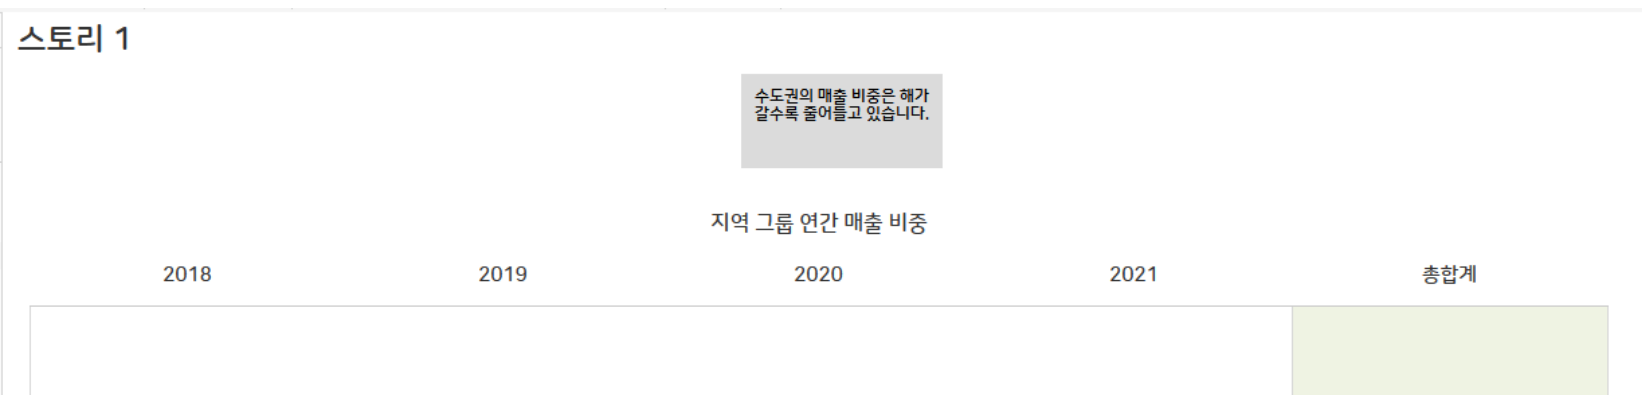 스토리 1
수도권의 매출 비중은 해가
갈수록 줄어들고 있습니다.
지역 그룹 연간 매출 비중
2018 2019 2020 2021 총합계